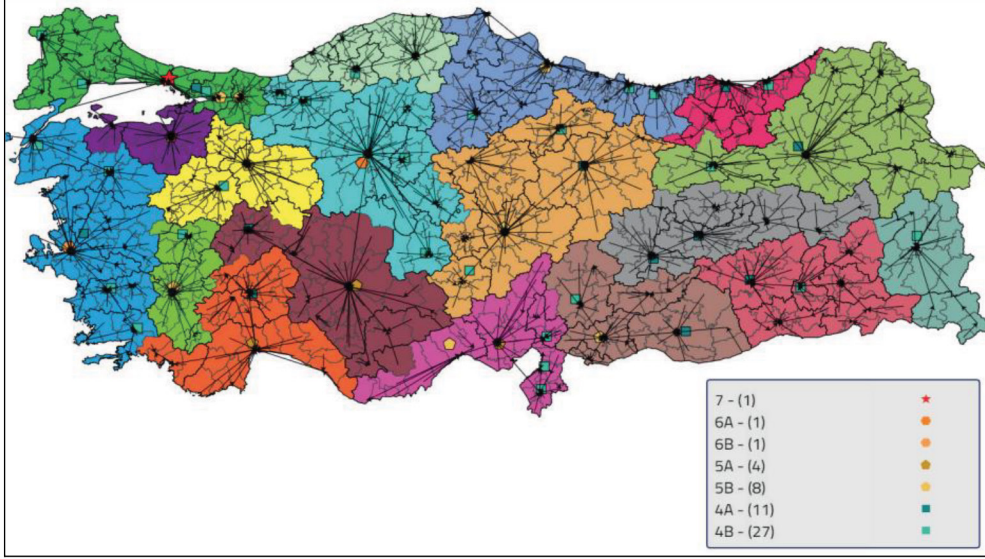 7 - (1)
6A - (1)
6B - (1)
5A - (4)
5B - (8)
4A - (11)
4B - (27)